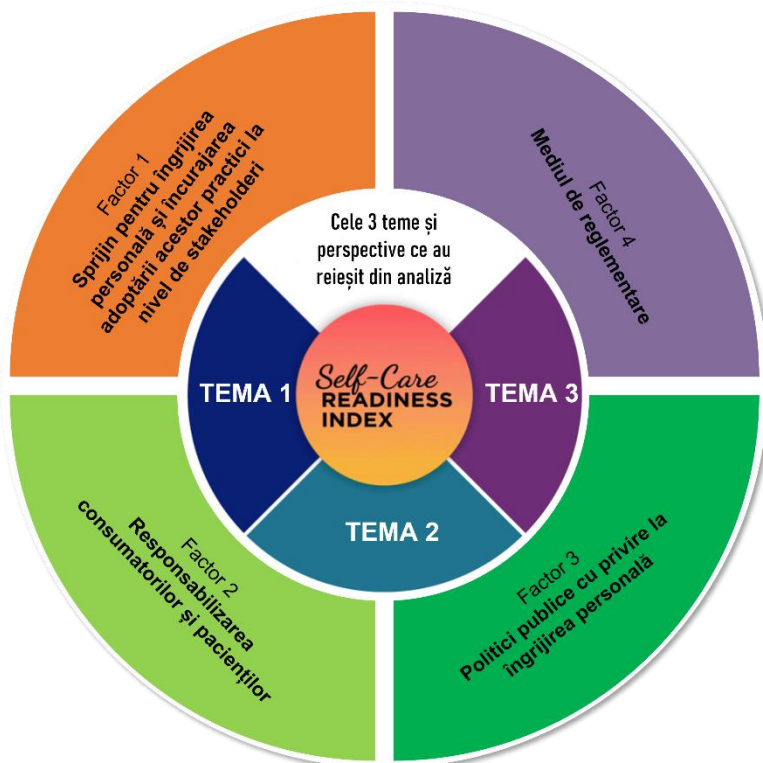 Factor 1
Sprijin pentru îngrijirea
personală și încurajarea
adoptării acestor practici la
nivel de stakeholderi
Factor 4
Mediul de reglementare
Cele 3 teme și
perspective ce au
reieșit din analiză
TEMA 1
Self-Care
READINESS
INDEX
TEMA 3
TEMA 2
Factor 2
Responsabilizarea
consumatorilor și pacienților
Factor 3
Politici publice cu privire la
îngrijirea personală